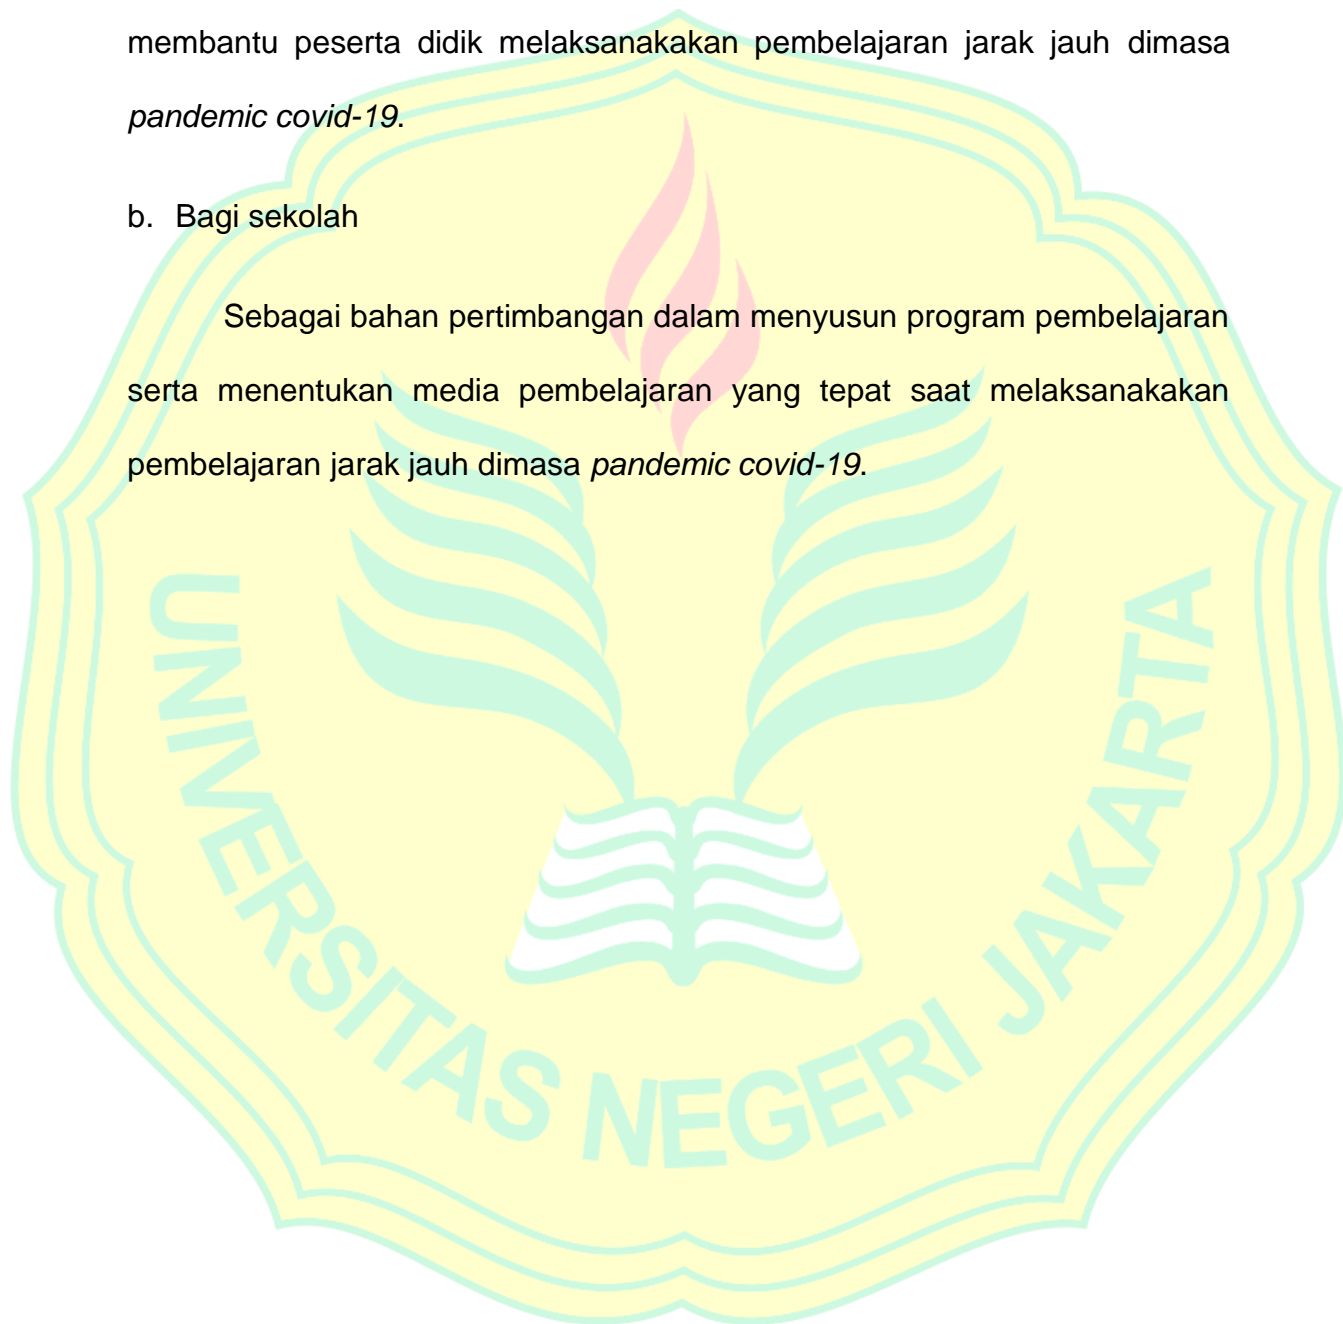 membantu peserta didik melaksanakakan pembelajaran jarak jauh dimasa
pandemic covid-19.
b. Bagi sekolah
Sebagai bahan pertimbangan dalam menyusun program pembelajaran
serta menentukan media pembelajaran yang tepat saat melaksanakakan
pembelajaran jarak jauh dimasa pandemic covid-19.
UNIVERSITAS NEGERI JAKARTA